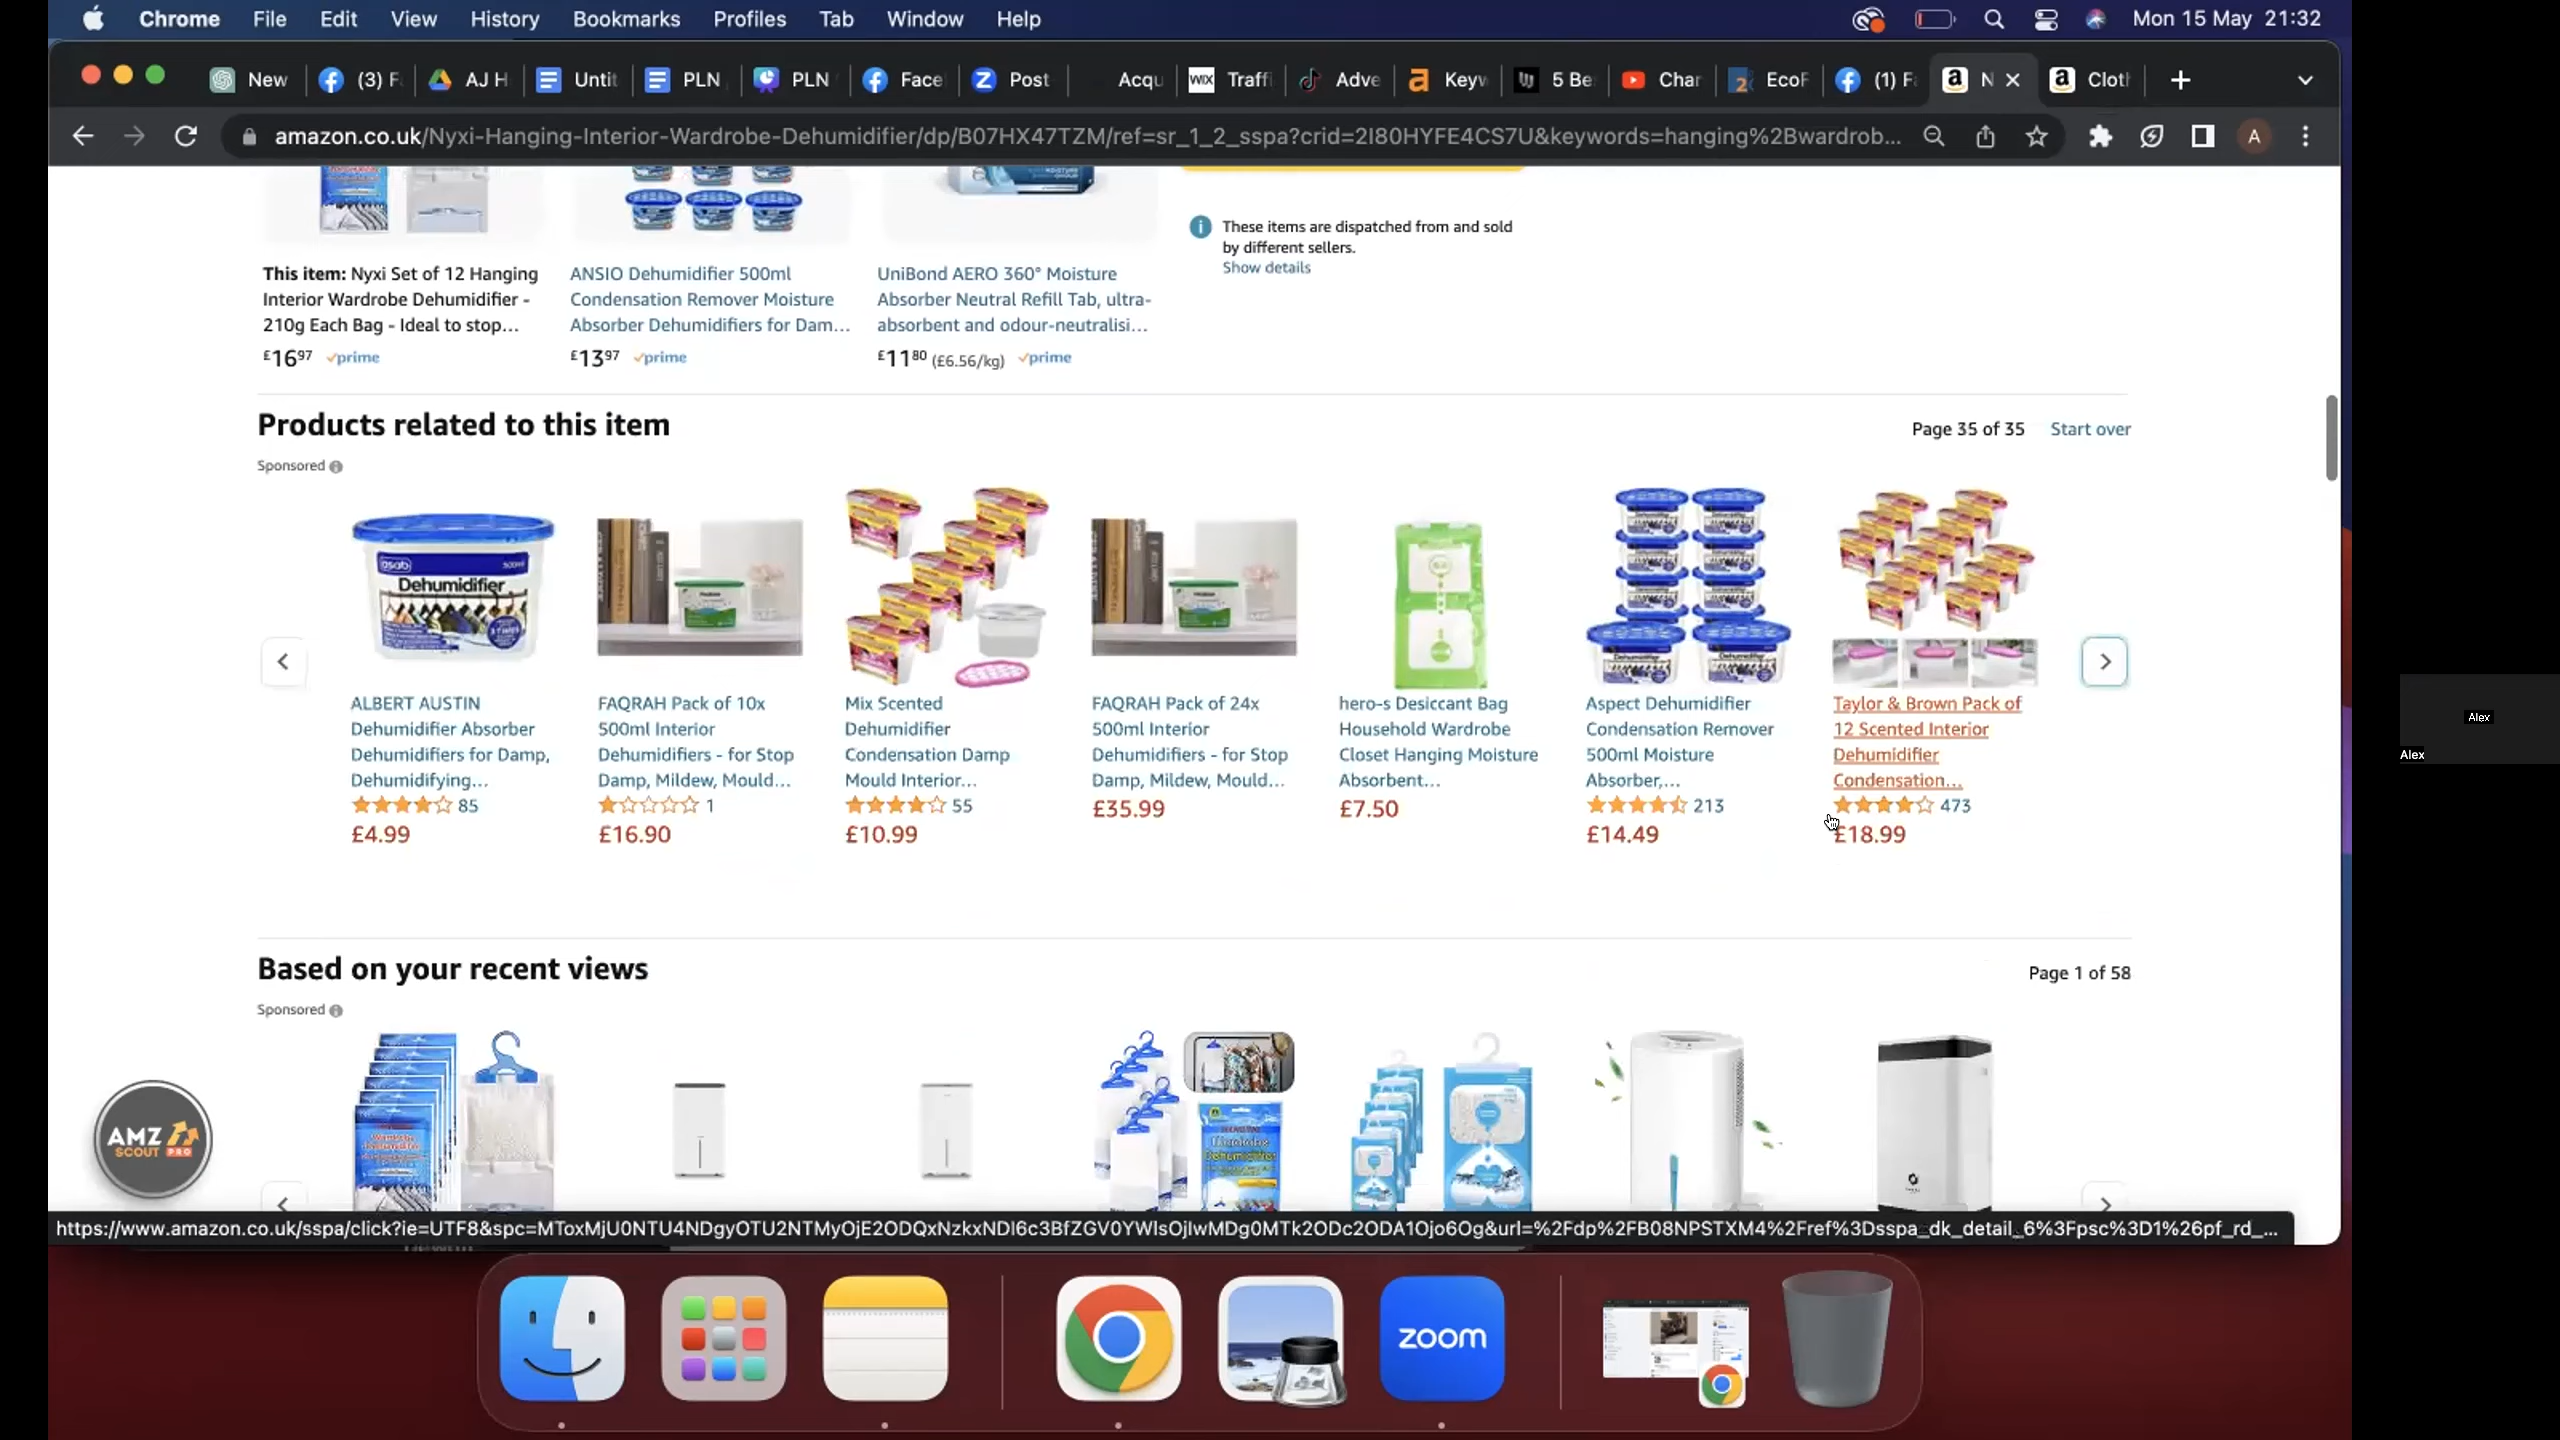 Chrome File Edit View History Bookmarks Profiles Tab Window Help Mon 15 May 21:32
New (3) F AJ H Untit PLN PLN Face Post Acqu WIX Traffi Adve Keyw 5 Be Char EcoF (1) Fa N Cloth
amazon.co.uk/Nyxi-Hanging-Interior-Wardrobe-Dehumidifier/dp/B07HX47TZM/ref=sr_1_2_sspa?crid=2I80HYFE4CS7U&keywords=hanging%2Bwardrob... A
These items are dispatched from and sold
by different sellers.
Show details
This item: Nyxi Set of 12 Hanging
Interior Wardrobe Dehumidifier -
210g Each Bag - Ideal to stop...
£16 97 prime
ANSIO Dehumidifier 500ml
Condensation Remover Moisture
Absorber Dehumidifiers for Dam...
£13 97 prime
UniBond AERO 360° Moisture
Absorber Neutral Refill Tab, ultra-
absorbent and odour-neutralisi...
£11 80 (£6.56/kg) prime
Products related to this item
Page 35 of 35 Start over
Sponsored
asab
500ml
Dehumidifier
ALBERT AUSTIN
Dehumidifier Absorber
Dehumidifiers for Damp,
Dehumidifying...
85
£4.99
FAQRAH Pack of 10x
500ml Interior
Dehumidifiers - for Stop
Damp, Mildew, Mould...
1
£16.90
Mix Scented
Dehumidifier
Condensation Damp
Mould Interior...
55
£10.99
FAQRAH Pack of 24x
500ml Interior
Dehumidifiers - for Stop
Damp, Mildew, Mould...
£35.99
hero-s Desiccant Bag
Household Wardrobe
Closet Hanging Moisture
Absorbent...
£7.50
Aspect Dehumidifier
Condensation Remover
500ml Moisture
Absorber,...
213
£14.49
Taylor & Brown Pack of
12 Scented Interior
Dehumidifier
Condensation...
473
£18.99
Based on your recent views
Page 1 of 58
Sponsored
AMZ
SCOUT PRO
https://www.amazon.co.uk/sspa/click?ie=UTF8&spc=MToxMjU0NTU4NDgyOTU2NTMyOjE2ODQxNzkxNDI6c3BfZGV0YWlsOjIwMDg0MTk2ODc2ODA1Ojo6Og&url=%2Fdp%2FB08NPSTXM4%2Fref%3Dsspa_dk_detail_6%3Fpsc%3D1%26pf_rd_...
zoom
Alex
Alex